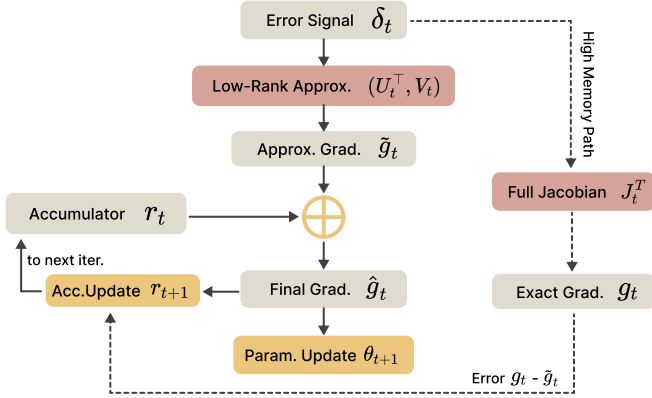 Error Signal δ_t
High Memory Path
Low-Rank Approx. (U_t^⊤, V_t)
Approx. Grad. g̃_t
Full Jacobian J_t^T
Accumulator r_t
to next iter.
Acc.Update r_{t+1}
Final Grad. ĝ_t
Exact Grad. g_t
Param. Update θ_{t+1}
Error g_t - g̃_t